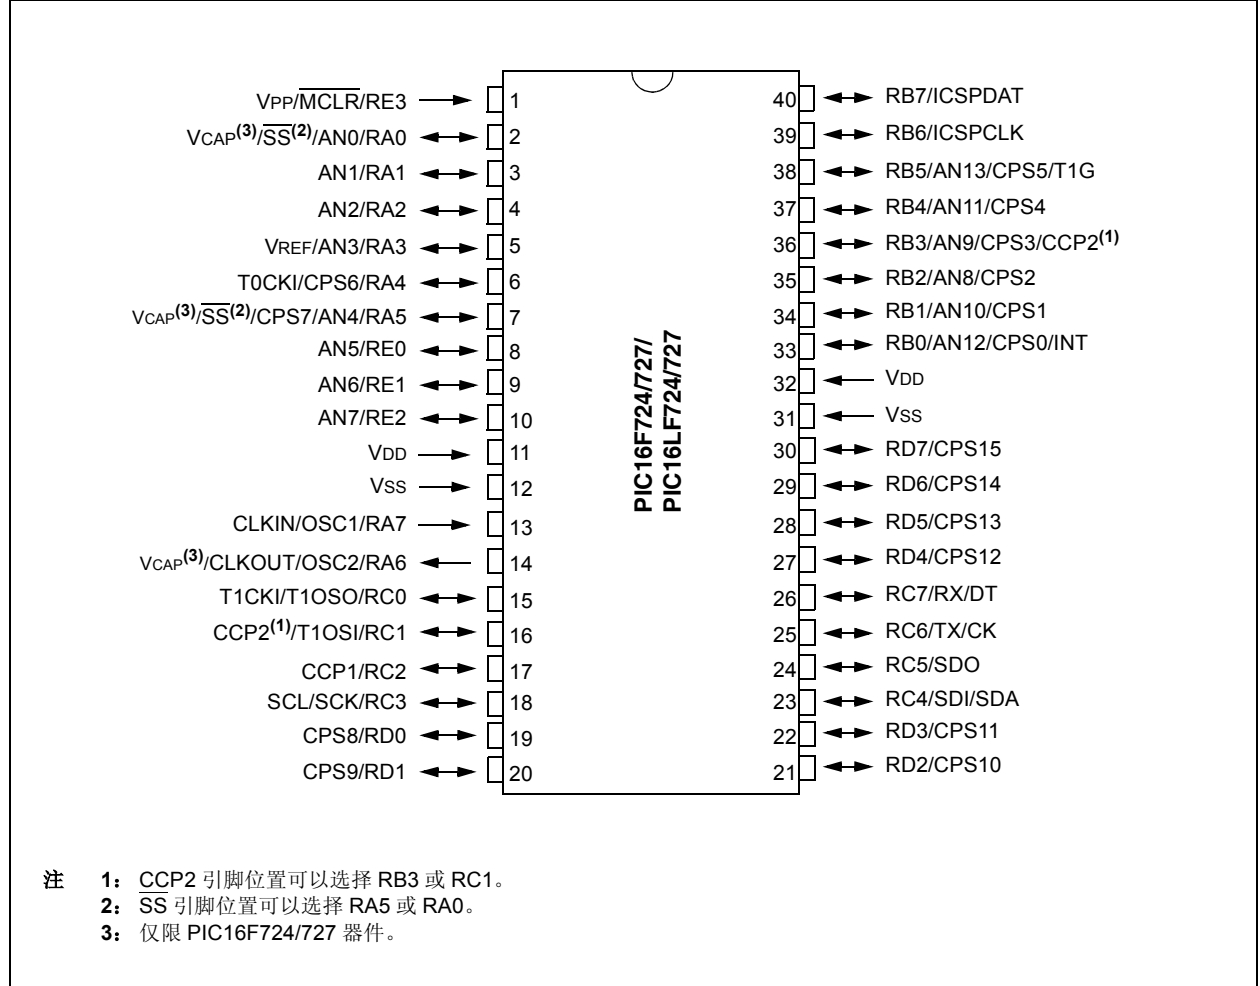 VPP/MCLR/RE3
VCAP(3)/SS(2)/AN0/RA0
AN1/RA1
AN2/RA2
VREF/AN3/RA3
T0CKI/CPS6/RA4
VCAP(3)/SS(2)/CPS7/AN4/RA5
AN5/RE0
AN6/RE1
AN7/RE2
VDD
VSS
CLKIN/OSC1/RA7
VCAP(3)/CLKOUT/OSC2/RA6
T1CKI/T1OSO/RC0
CCP2(1)/T1OSI/RC1
CCP1/RC2
SCL/SCK/RC3
CPS8/RD0
CPS9/RD1
1
2
3
4
5
6
7
8
9
10
11
12
13
14
15
16
17
18
19
20
PIC16F724/727/
PIC16LF724/727
40
39
38
37
36
35
34
33
32
31
30
29
28
27
26
25
24
23
22
21
RB7/ICSPDAT
RB6/ICSPCLK
RB5/AN13/CPS5/T1G
RB4/AN11/CPS4
RB3/AN9/CPS3/CCP2(1)
RB2/AN8/CPS2
RB1/AN10/CPS1
RB0/AN12/CPS0/INT
VDD
VSS
RD7/CPS15
RD6/CPS14
RD5/CPS13
RD4/CPS12
RC7/RX/DT
RC6/TX/CK
RC5/SDO
RC4/SDI/SDA
RD3/CPS11
RD2/CPS10
注 1： CCP2 引脚位置可以选择 RB3 或 RC1。
2： SS 引脚位置可以选择 RA5 或 RA0。
3： 仅限 PIC16F724/727 器件。